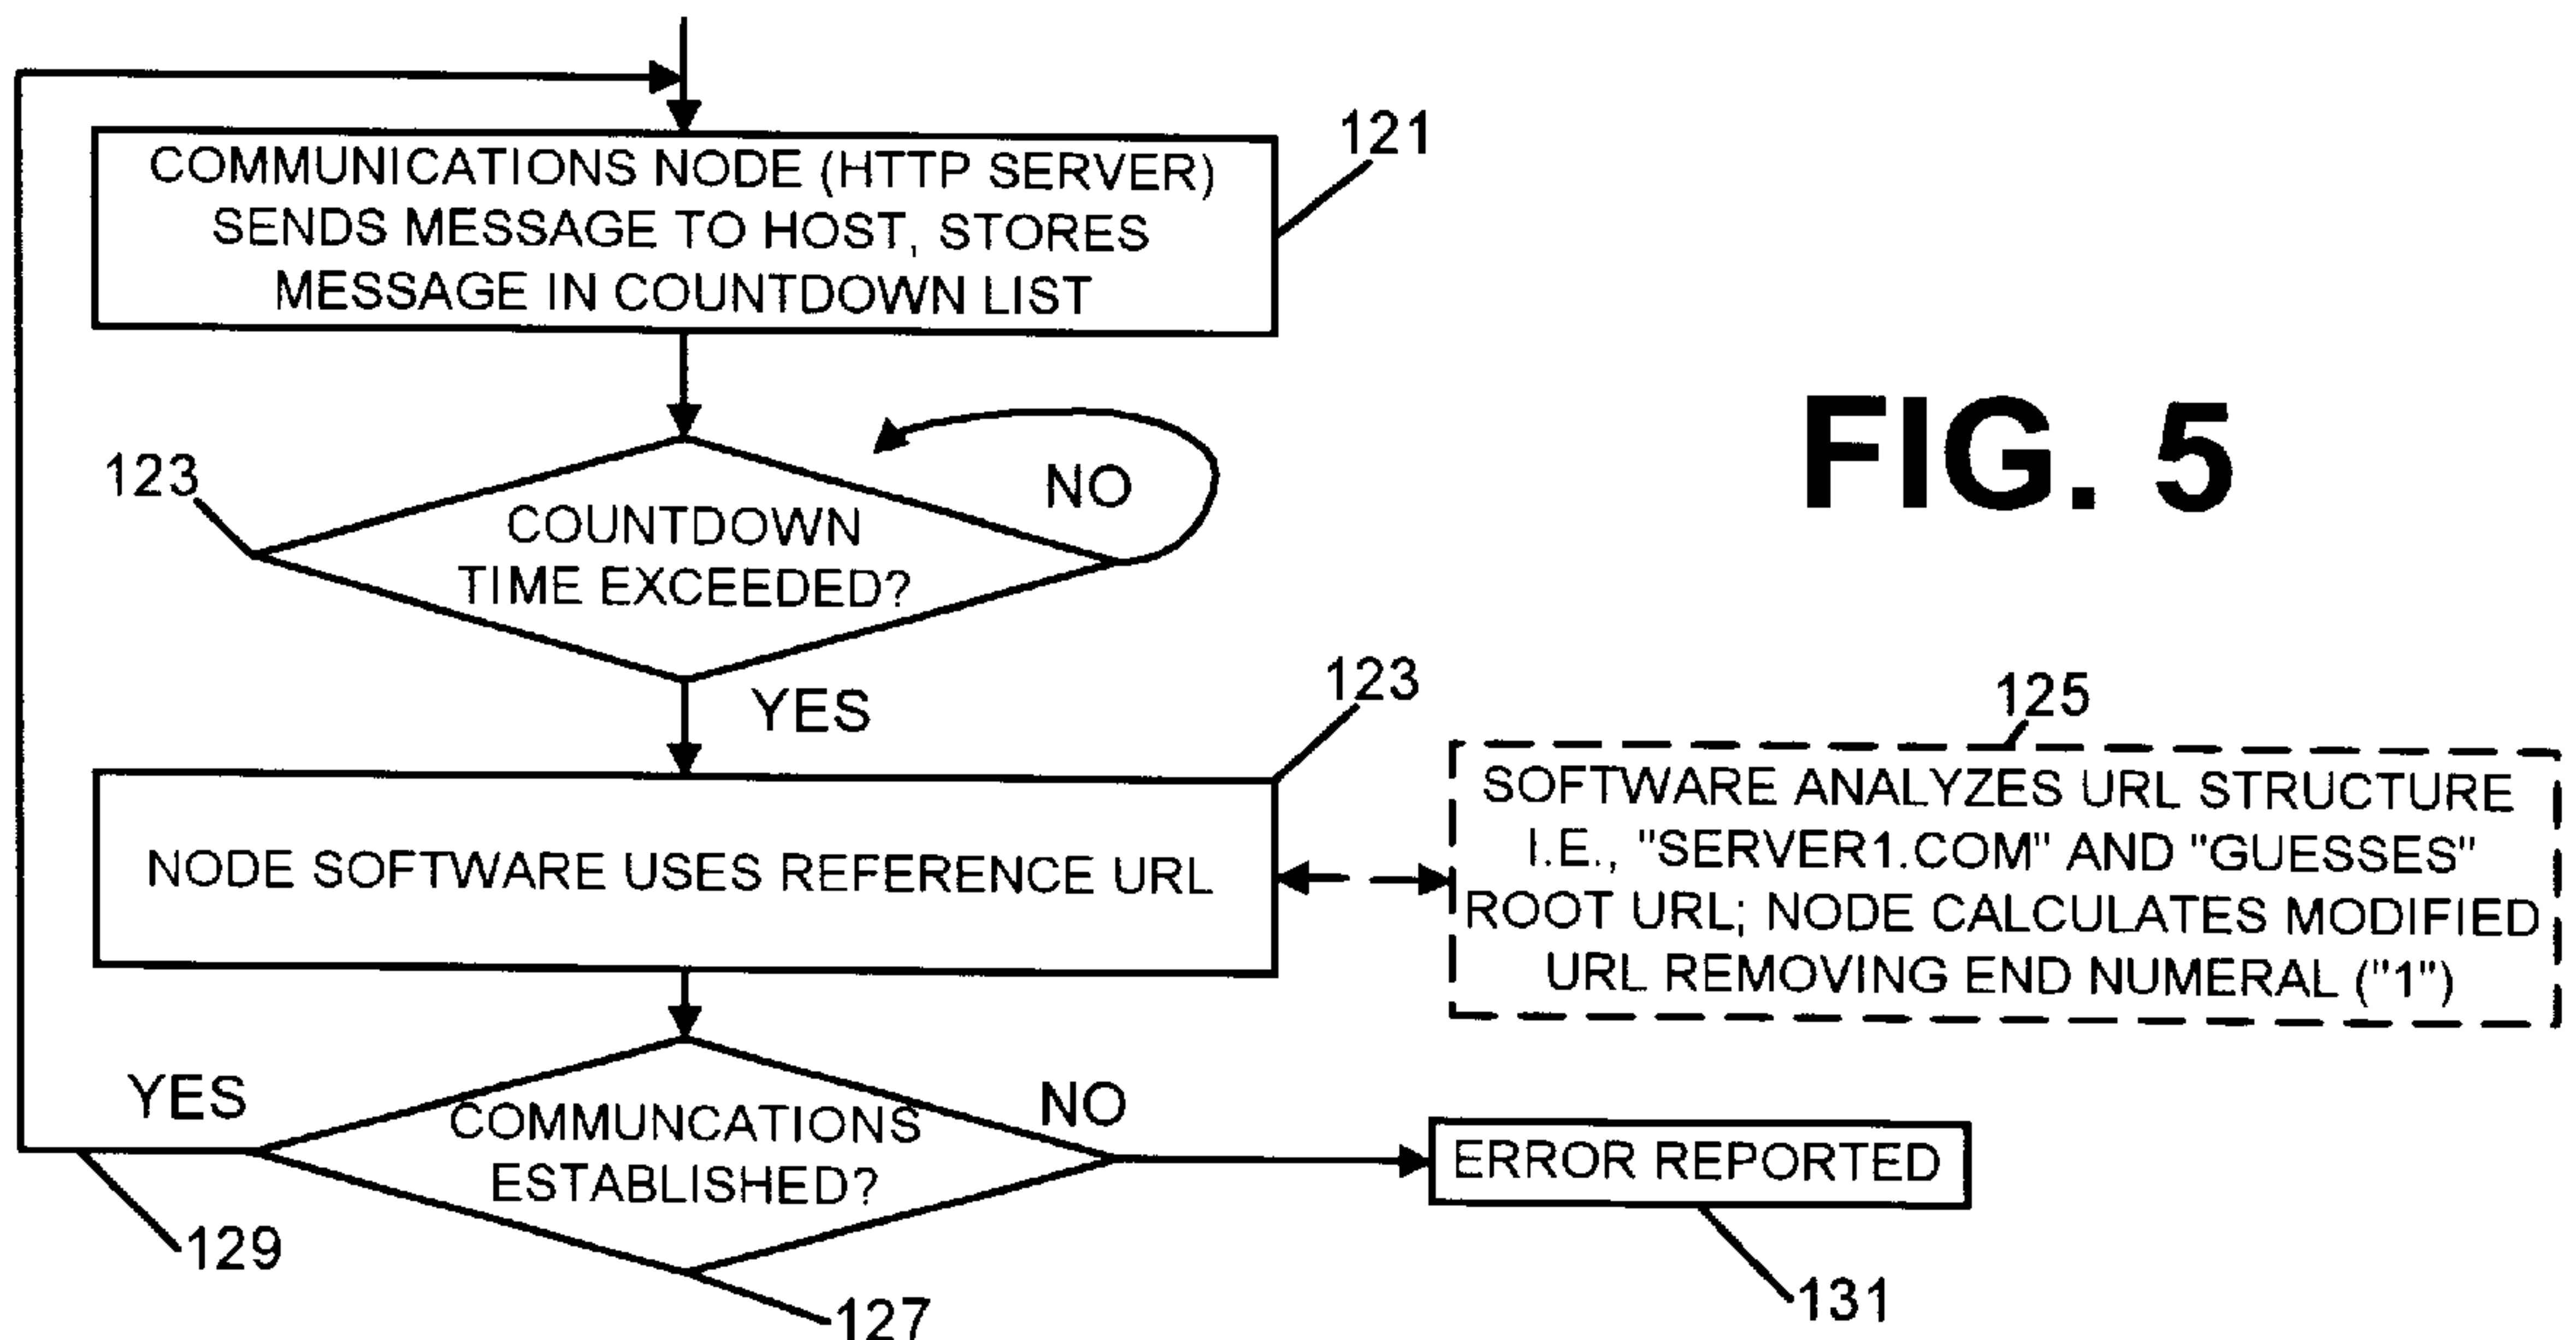 121
COMMUNICATIONS NODE (HTTP SERVER)
SENDS MESSAGE TO HOST, STORES
MESSAGE IN COUNTDOWN LIST
FIG. 5
123
NO
COUNTDOWN
TIME EXCEEDED?
YES
123
NODE SOFTWARE USES REFERENCE URL
125
SOFTWARE ANALYZES URL STRUCTURE
I.E., "SERVER1.COM" AND "GUESSES"
ROOT URL; NODE CALCULATES MODIFIED
URL REMOVING END NUMERAL ("1")
YES
COMMUNCATIONS
ESTABLISHED?
NO
ERROR REPORTED
129
127
131